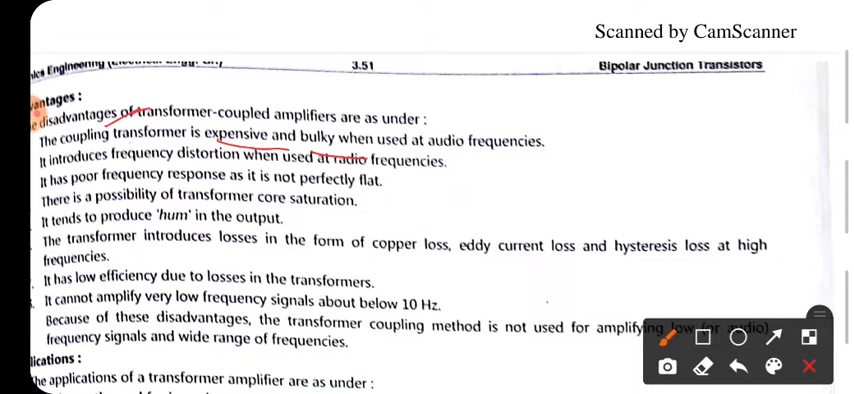 Scanned by CamScanner
3.51
Bipolar Junction Transistors
disadvantages of transformer-coupled amplifiers are as under :
The coupling transformer is expensive and bulky when used at audio frequencies.
It introduces frequency distortion when used at radio frequencies.
It has poor frequency response as it is not perfectly flat.
There is a possibility of transformer core saturation.
It tends to produce 'hum' in the output.
The transformer introduces losses in the form of copper loss, eddy current loss and hysteresis loss at high
frequencies.
It has low efficiency due to losses in the transformers.
It cannot amplify very low frequency signals about below 10 Hz.
Because of these disadvantages, the transformer coupling method is not used for amplifying low (or audio)
frequency signals and wide range of frequencies.
lications :
he applications of a transformer amplifier are as under :